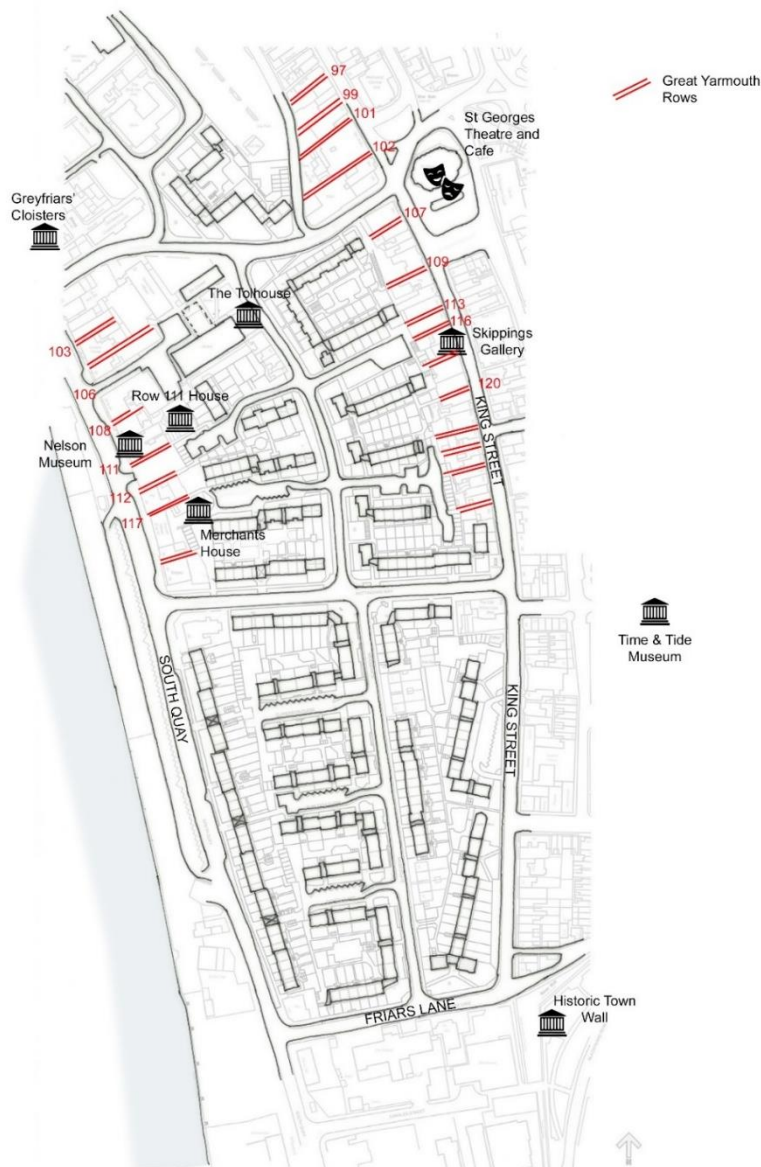 97
99
101
102
Great Yarmouth
Rows
St Georges
Theatre and
Cafe
Greyfriars'
Cloisters
107
109
The Tolhouse
113
116
Skippings
Gallery
103
106
Row 111 House
120
KING STREET
108
Nelson
Museum
111
112
117
Merchants
House
Time & Tide
Museum
SOUTH QUAY
KING STREET
FRIARS LANE
Historic Town
Wall